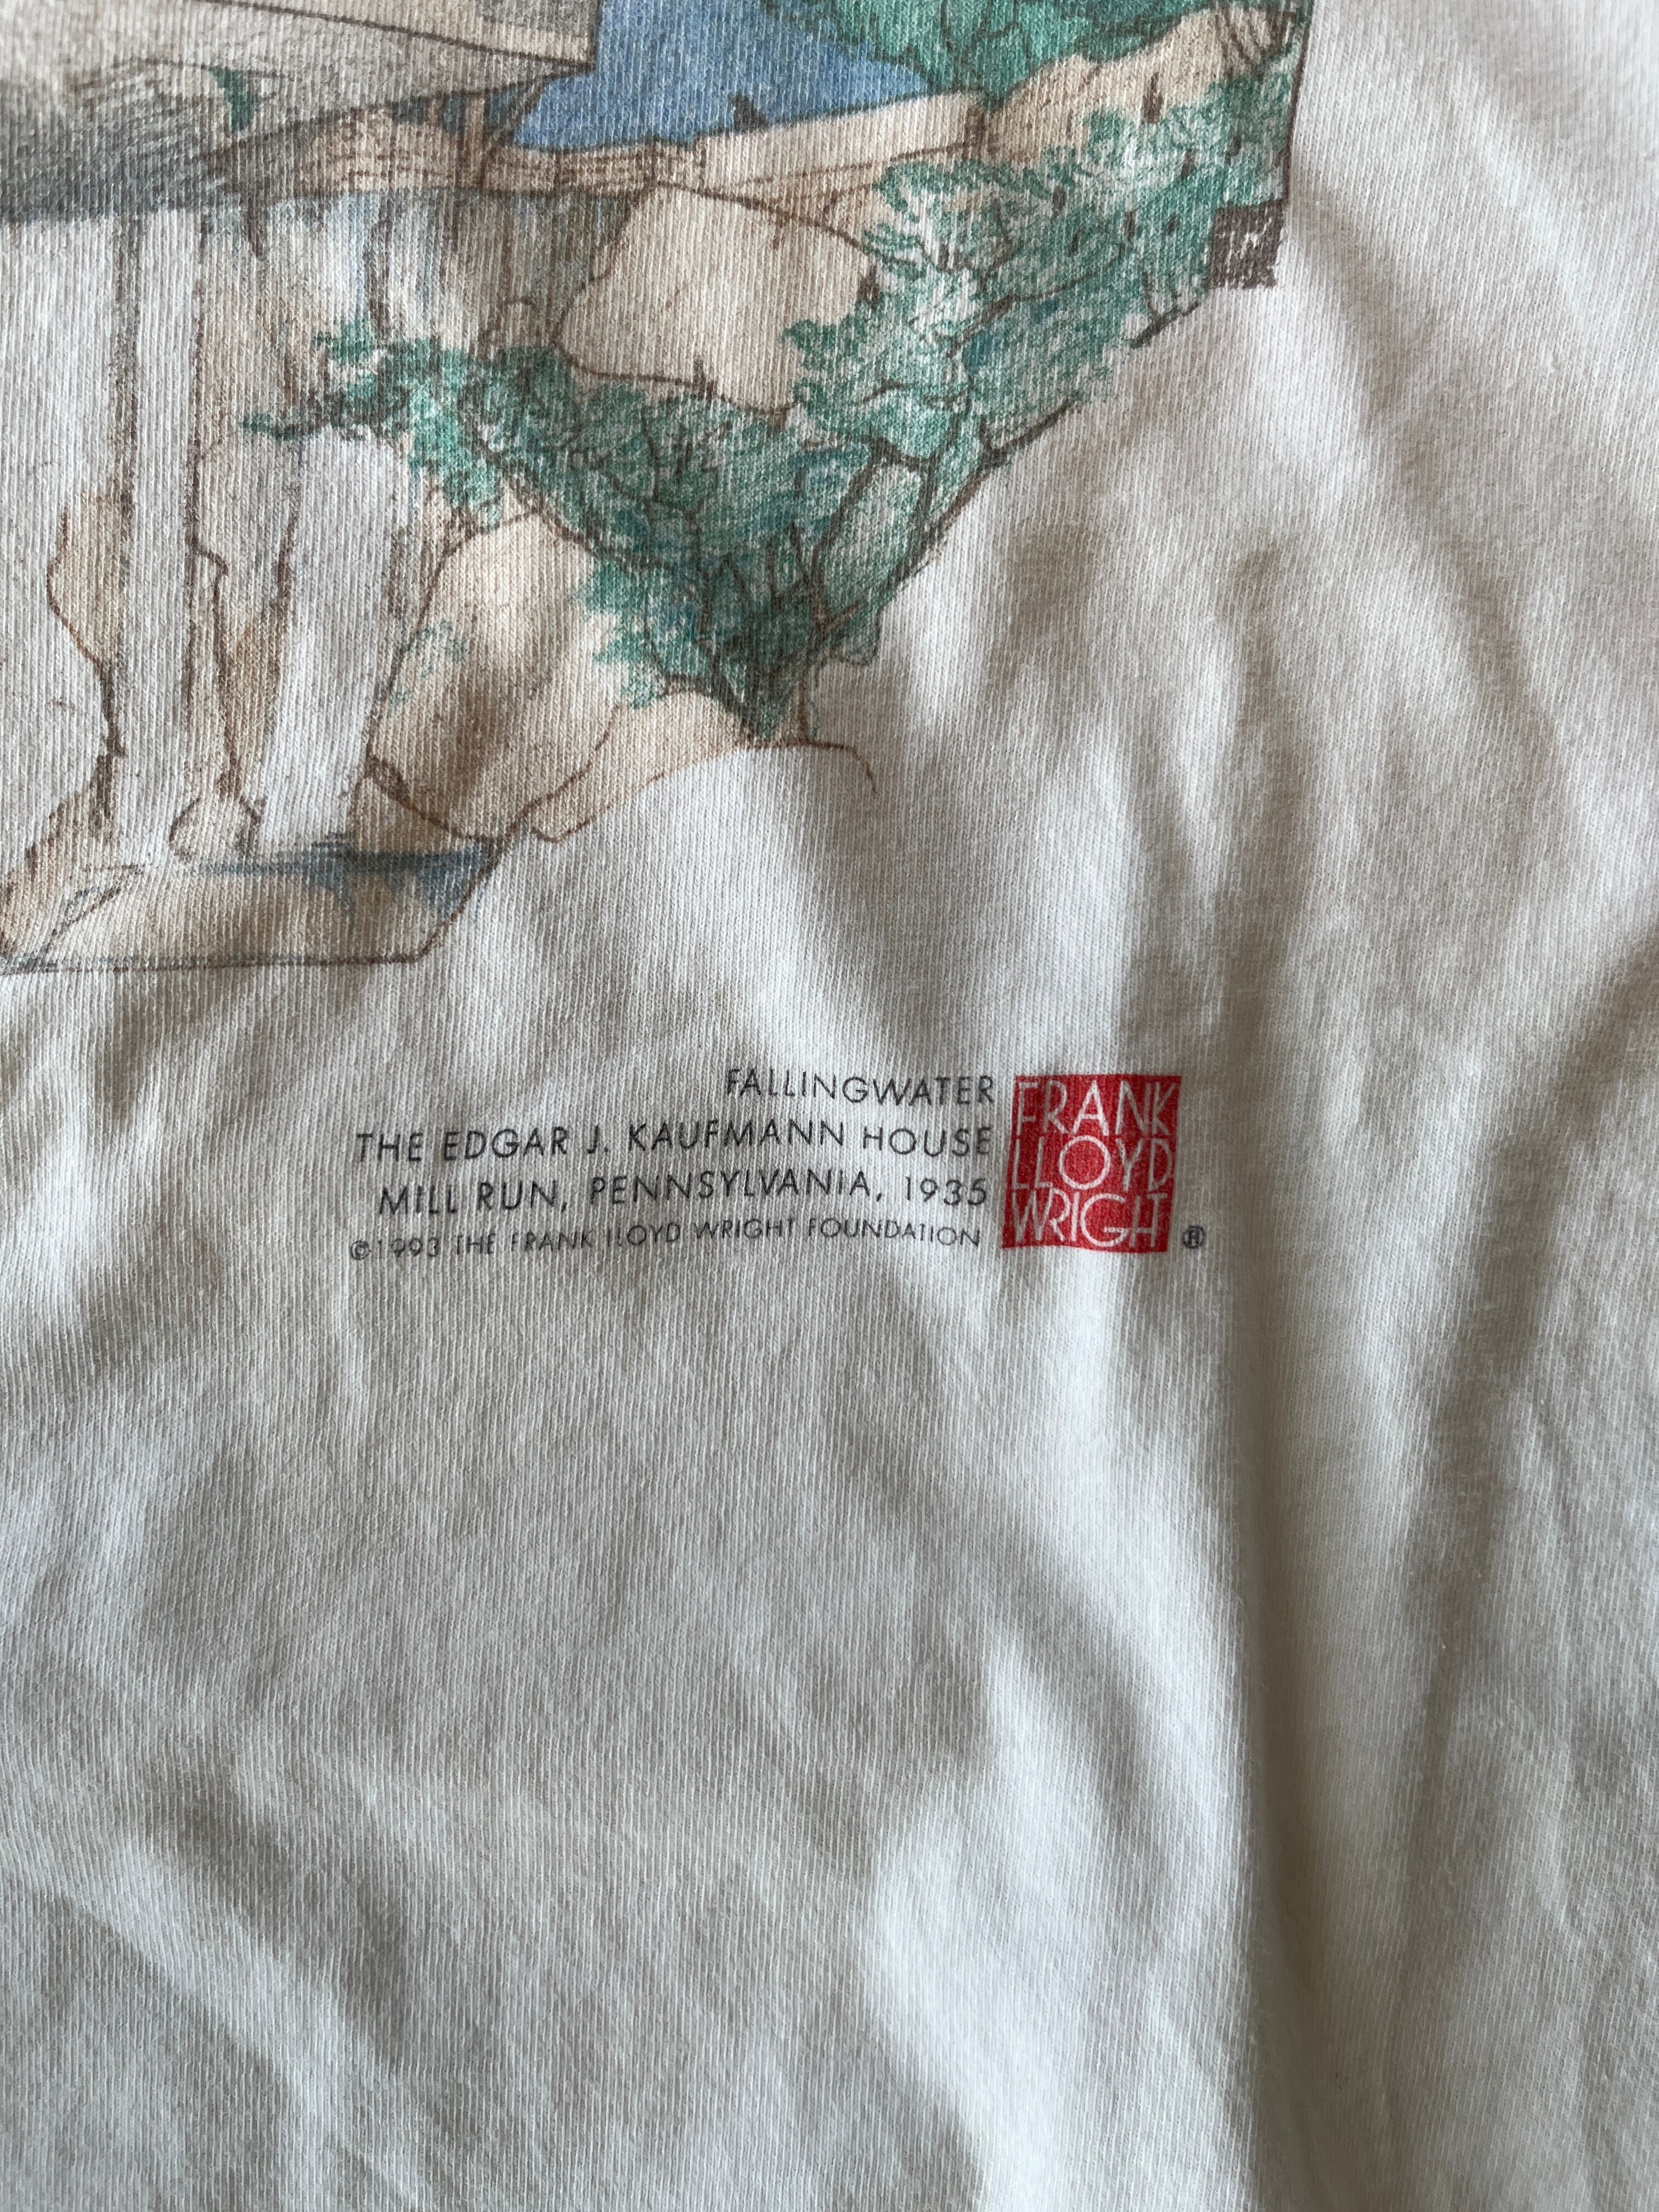 FALLINGWATER
THE EDGAR J. KAUFMANN HOUSE
MILL RUN, PENNSYLVANIA, 1935
©1993 THE FRANK LLOYD WRIGHT FOUNDATION
FRANK
LLOYD
WRIGHT
®